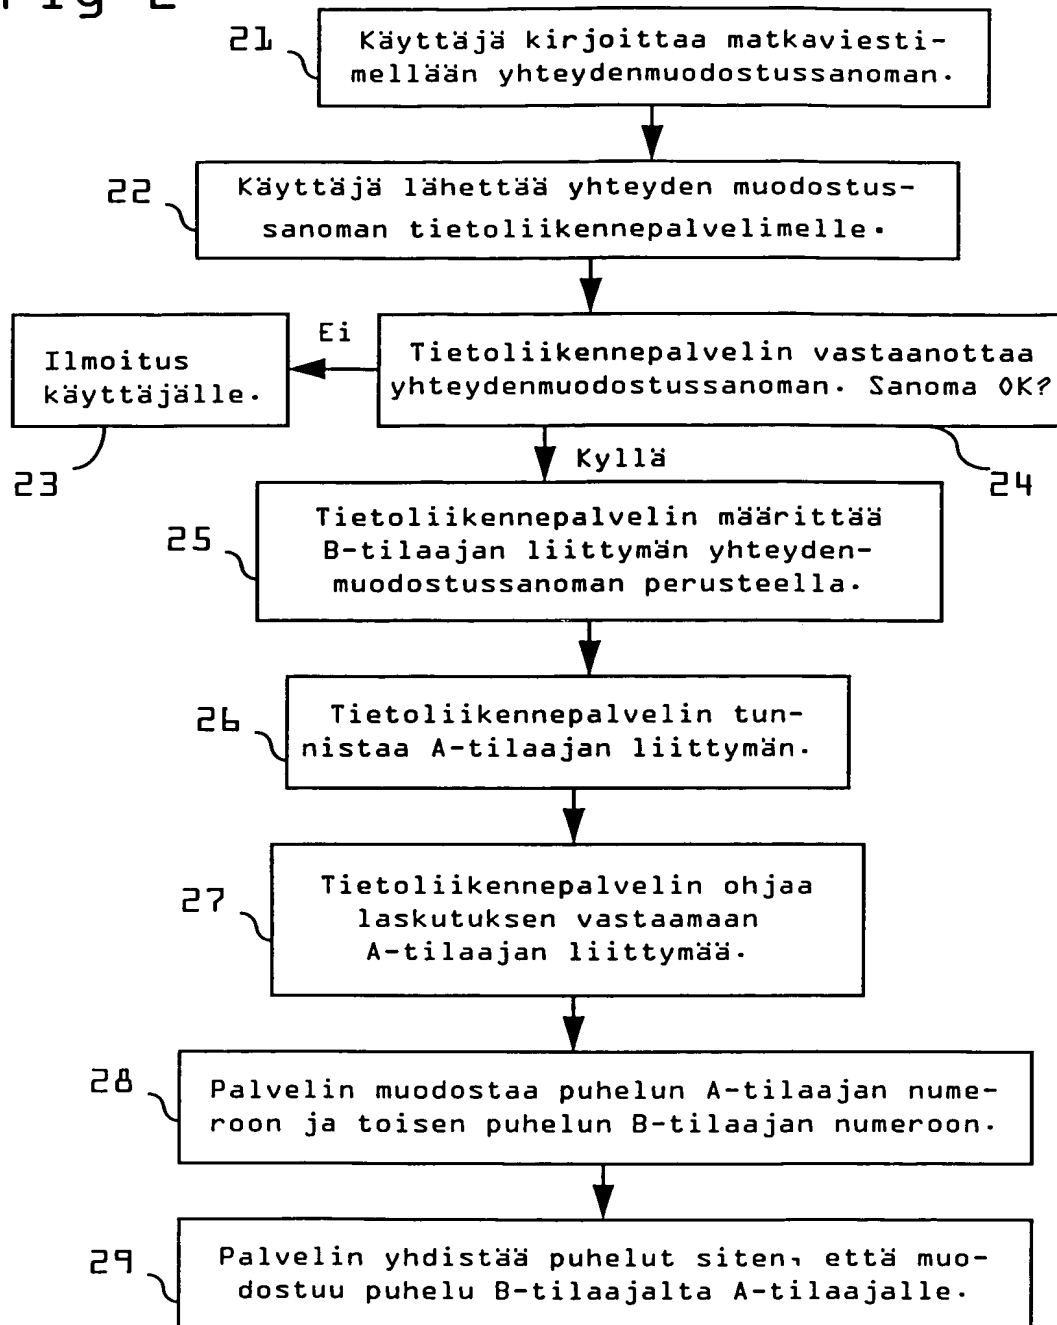 Fig 2
21
Käyttäjä kirjoittaa matkaviesti-
mellään yhteydenmuodostussanoman.
22
Käyttäjä lähettää yhteyden muodostus-
sanoman tietoliikennepalvelimelle.
Ei
Ilmoitus
käyttäjälle.
23
Tietoliikennepalvelin vastaanottaa
yhteydenmuodostussanoman. Sanoma OK?
24
Kyllä
25
Tietoliikennepalvelin määrittää
B-tilaajan liittymän yhteyden-
muodostussanoman perusteella.
26
Tietoliikennepalvelin tun-
nistaa A-tilaajan liittymän.
27
Tietoliikennepalvelin ohjaa
laskutuksen vastaamaan
A-tilaajan liittymää.
28
Palvelin muodostaa puhelun A-tilaajan nume-
roon ja toisen puhelun B-tilaajan numeroon.
29
Palvelin yhdistää puhelut siten, että muo-
dostuu puhelu B-tilaajalta A-tilaajalle.